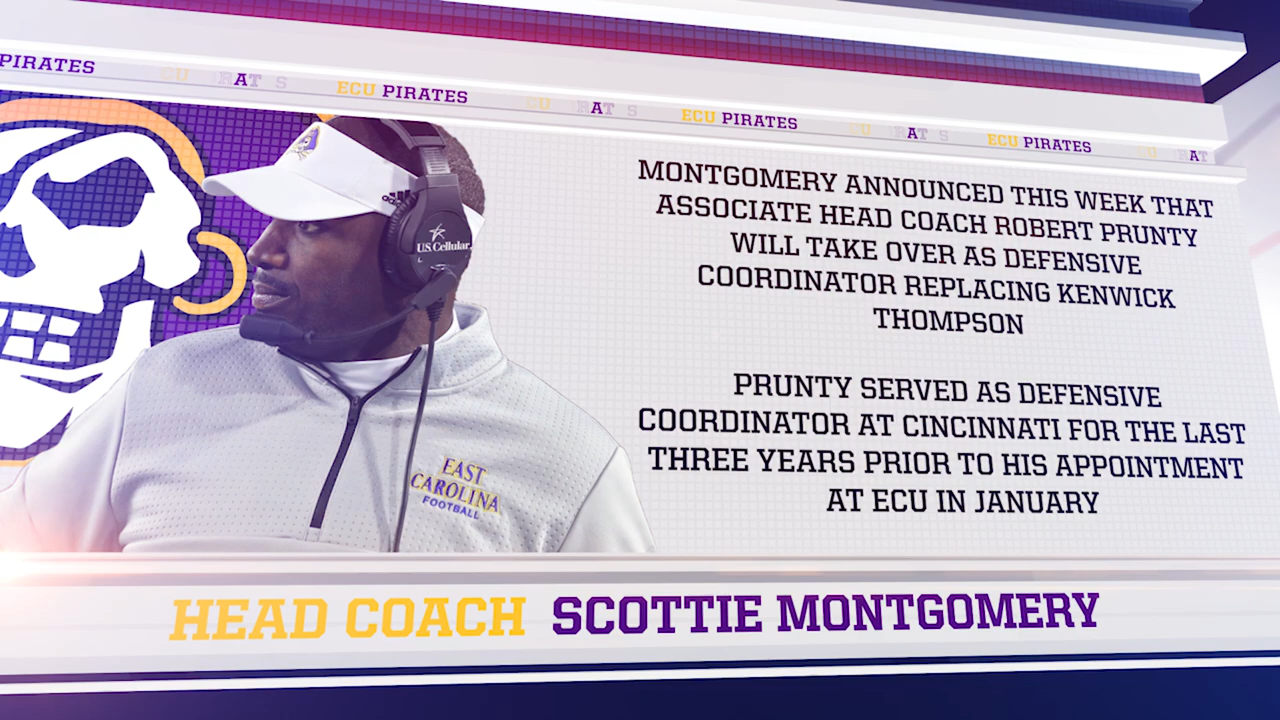 PIRATES
ECU PIRATES
ECU PIRATES
ECU PIRATES
MONTGOMERY ANNOUNCED THIS WEEK THAT
ASSOCIATE HEAD COACH ROBERT PRUNTY
WILL TAKE OVER AS DEFENSIVE
COORDINATOR REPLACING KENWICK
THOMPSON
PRUNTY SERVED AS DEFENSIVE
COORDINATOR AT CINCINNATI FOR THE LAST
THREE YEARS PRIOR TO HIS APPOINTMENT
AT ECU IN JANUARY
U.S. Cellular
EAST
CAROLINA
FOOTBALL
HEAD COACH SCOTTIE MONTGOMERY